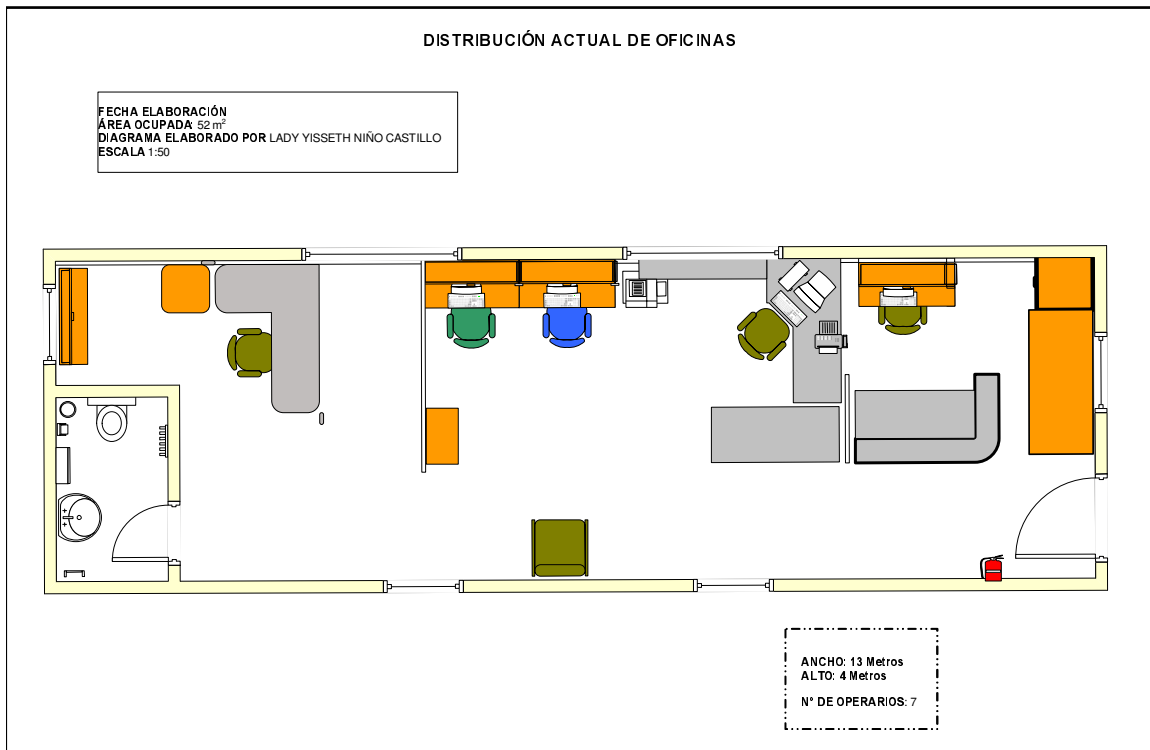 DISTRIBUCIÓN ACTUAL DE OFICINAS
FECHA ELABORACIÓN
ÁREA OCUPADA: 52 m²
DIAGRAMA ELABORADO POR LADY YISSETH NIÑO CASTILLO
ESCALA 1:50
ANCHO: 13 Metros
ALTO: 4 Metros
N° DE OPERARIOS: 7